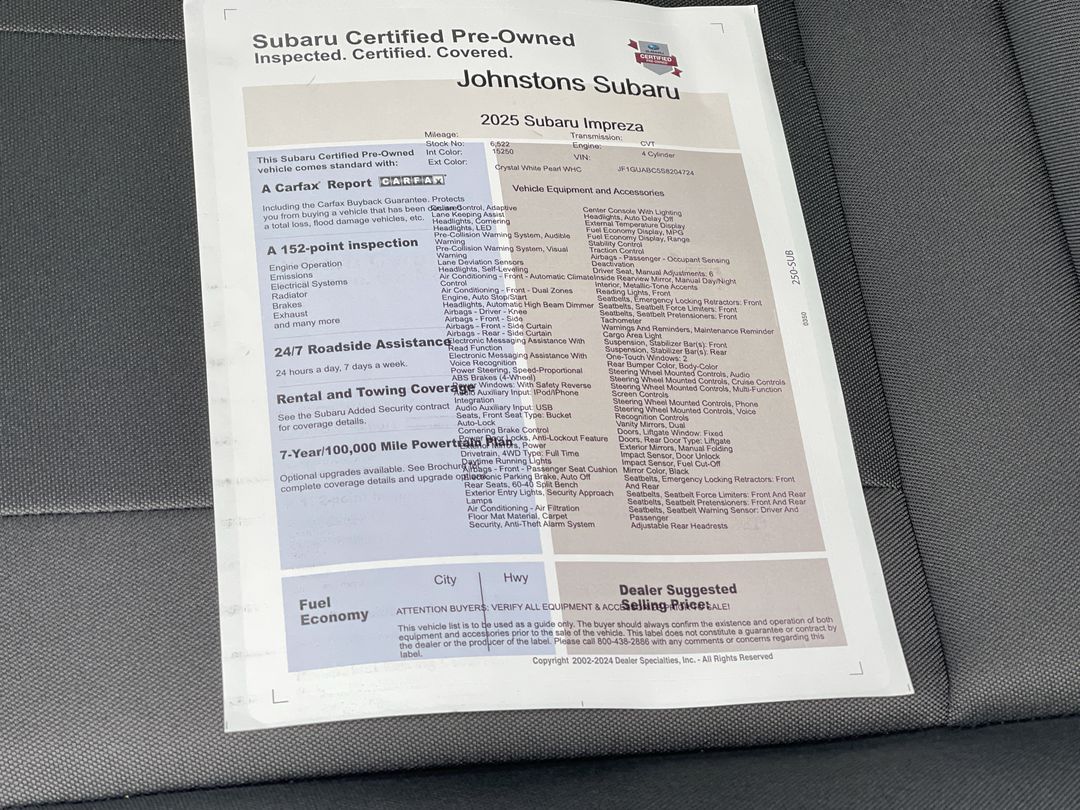 Subaru Certified Pre-Owned
Inspected. Certified. Covered.
SUBARU
CERTIFIED
PRE-OWNED
Johnstons Subaru
2025 Subaru Impreza
Mileage: 6,522 Transmission: CVT
Stock No: 15250 Engine: 4 Cylinder
Int Color: VIN: JF1GUABC5S8204724
Ext Color: Crystal White Pearl WHC
This Subaru Certified Pre-Owned
vehicle comes standard with:
A Carfax Report CARFAX
Including the Carfax Buyback Guarantee. Protects
you from buying a vehicle that has been declared
a total loss, flood damage vehicles, etc.
A 152-point inspection
Engine Operation
Emissions
Electrical Systems
Radiator
Brakes
Exhaust
and many more
24/7 Roadside Assistance
24 hours a day, 7 days a week.
Rental and Towing Coverage
See the Subaru Added Security contract
for coverage details.
7-Year/100,000 Mile Powertrain Plan
Optional upgrades available. See Brochure for
complete coverage details and upgrade options.
Vehicle Equipment and Accessories
Cruise Control, Adaptive
Lane Keeping Assist
Headlights, Cornering
Headlights, LED
Pre-Collision Warning System, Audible
Warning
Pre-Collision Warning System, Visual
Warning
Lane Deviation Sensors
Headlights, Self-Leveling
Air Conditioning - Front - Automatic Climate
Control
Air Conditioning - Front - Dual Zones
Engine, Auto Stop/Start
Headlights, Automatic High Beam Dimmer
Airbags - Driver - Knee
Airbags - Front - Side
Airbags - Front - Side Curtain
Airbags - Rear - Side Curtain
Electronic Messaging Assistance With
Read Function
Electronic Messaging Assistance With
Voice Recognition
Power Steering, Speed-Proportional
ABS Brakes (4-Wheel)
Power Windows: With Safety Reverse
Audio Auxiliary Input: IPod/IPhone
Integration
Audio Auxiliary Input: USB
Seats, Front Seat Type: Bucket
Auto-Lock
Cornering Brake Control
Power Door Locks, Anti-Lockout Feature
Exterior Mirrors, Power
Drivetrain, 4WD Type: Full Time
Daytime Running Lights
Airbags - Front - Passenger Seat Cushion
Electronic Parking Brake, Auto Off
Rear Seats, 60-40 Split Bench
Exterior Entry Lights, Security Approach
Lamps
Air Conditioning - Air Filtration
Floor Mat Material, Carpet
Security, Anti-Theft Alarm System
Center Console With Lighting
Headlights, Auto Delay Off
External Temperature Display
Fuel Economy Display, MPG
Fuel Economy Display, Range
Stability Control
Traction Control
Airbags - Passenger - Occupant Sensing
Deactivation
Driver Seat, Manual Adjustments: 6
Inside Rearview Mirror, Manual Day/Night
Interior, Metallic-Tone Accents
Reading Lights, Front
Seatbelts, Emergency Locking Retractors: Front
Seatbelts, Seatbelt Force Limiters: Front
Seatbelts, Seatbelt Pretensioners: Front
Tachometer
Warnings And Reminders, Maintenance Reminder
Cargo Area Light
Suspension, Stabilizer Bar(s): Front
Suspension, Stabilizer Bar(s): Rear
One-Touch Windows: 2
Rear Bumper Color, Body-Color
Steering Wheel Mounted Controls, Audio
Steering Wheel Mounted Controls, Cruise Controls
Steering Wheel Mounted Controls, Multi-Function
Screen Controls
Steering Wheel Mounted Controls, Phone
Steering Wheel Mounted Controls, Voice
Recognition Controls
Vanity Mirrors, Dual
Doors, Liftgate Window: Fixed
Doors, Rear Door Type: Liftgate
Exterior Mirrors, Manual Folding
Impact Sensor, Door Unlock
Impact Sensor, Fuel Cut-Off
Mirror Color, Black
Seatbelts, Emergency Locking Retractors: Front
And Rear
Seatbelts, Seatbelt Force Limiters: Front And Rear
Seatbelts, Seatbelt Pretensioners: Front And Rear
Seatbelts, Seatbelt Warning Sensor: Driver And
Passenger
Adjustable Rear Headrests
250-SUB
0350
Fuel
Economy
City Hwy
Dealer Suggested
Selling Price:
ATTENTION BUYERS: VERIFY ALL EQUIPMENT & SALE!
This vehicle list is to be used as a guide only. The buyer should always confirm the existence and operation of both
equipment and accessories prior to the sale of the vehicle. This label does not constitute a guarantee or contract by
the dealer or the producer of the label. Please call 800-438-2886 with any comments or concerns regarding this
label.
Copyright 2002-2024 Dealer Specialties, Inc. - All Rights Reserved